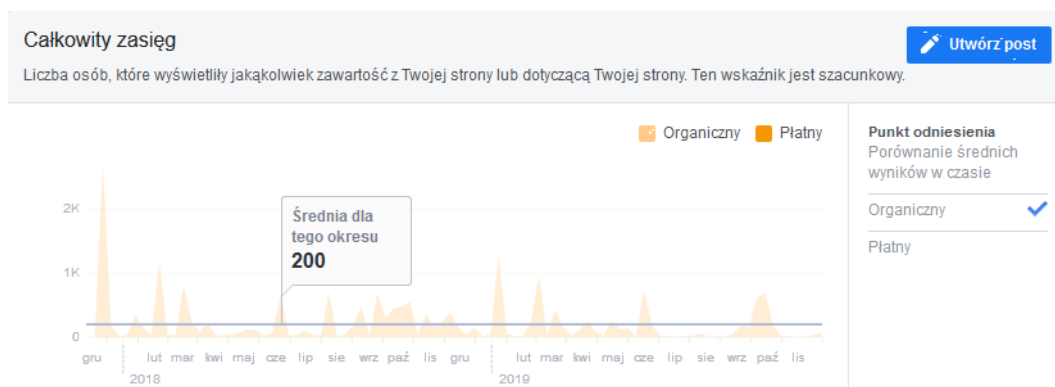 Całkowity zasięg
Utwórz post
Liczba osób, które wyświetliły jakąkolwiek zawartość z Twojej strony lub dotyczącą Twojej strony. Ten wskaźnik jest szacunkowy.
Organiczny Płatny
Punkt odniesienia
Porównanie średnich
wyników w czasie
Organiczny
Płatny
2K
1K
0
Średnia dla
tego okresu
200
gru lut mar kwi maj cze lip sie wrz paź lis gru lut mar kwi maj cze lip sie wrz paź lis
2018 2019